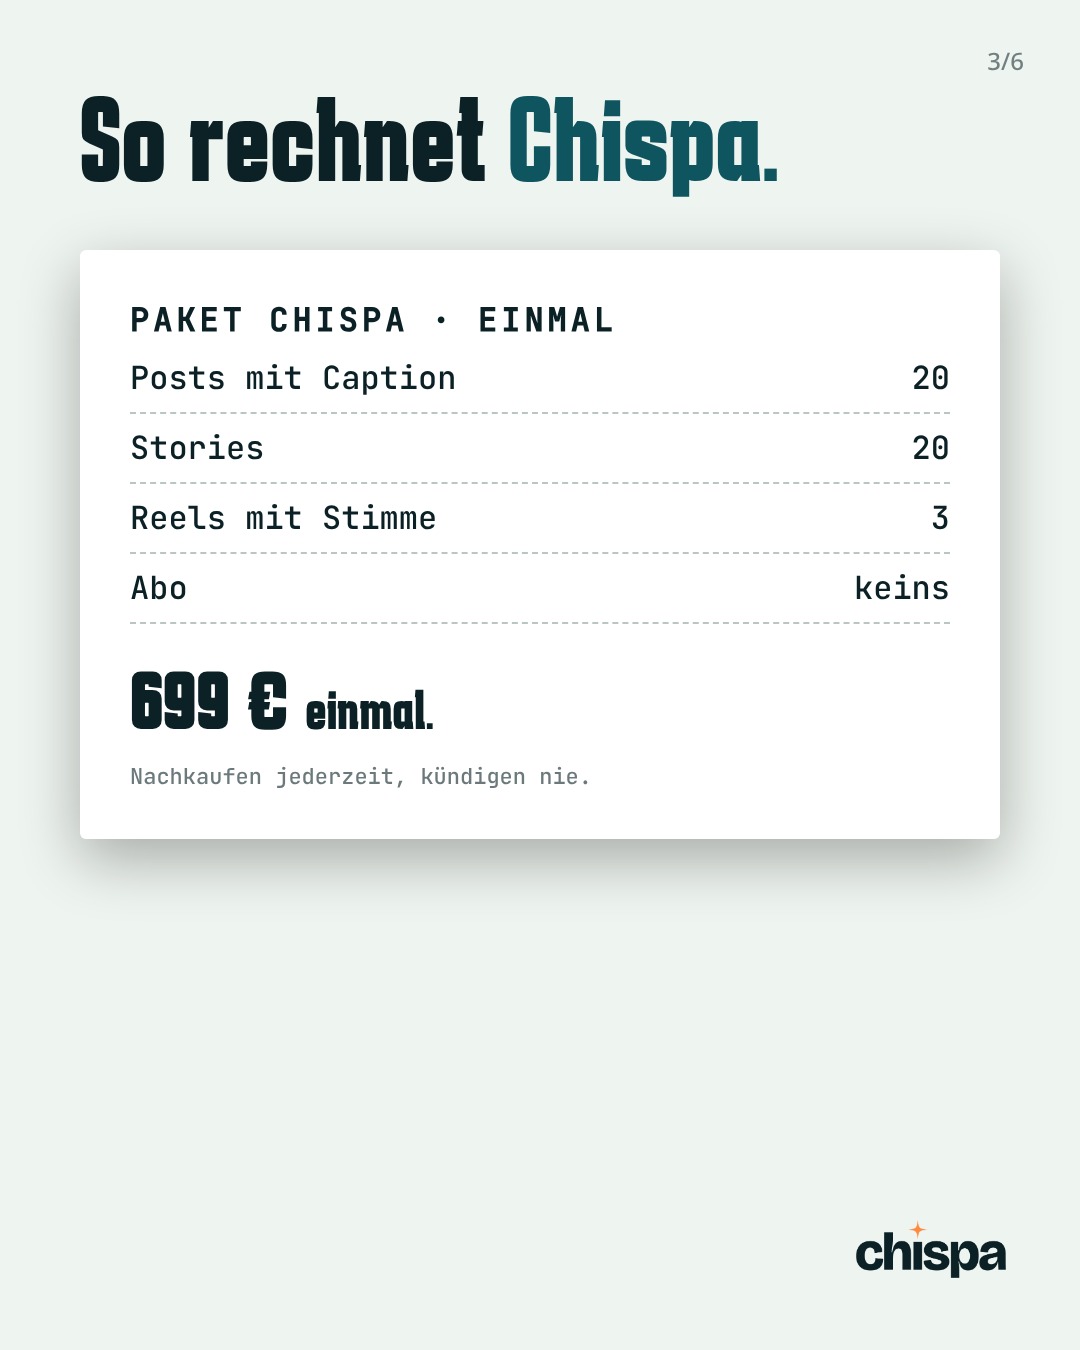 3/6
So rechnet Chispa.
PAKET CHISPA · EINMAL
Posts mit Caption 20
Stories 20
Reels mit Stimme 3
Abo keins
699 € einmal.
Nachkaufen jederzeit, kündigen nie.
chispa